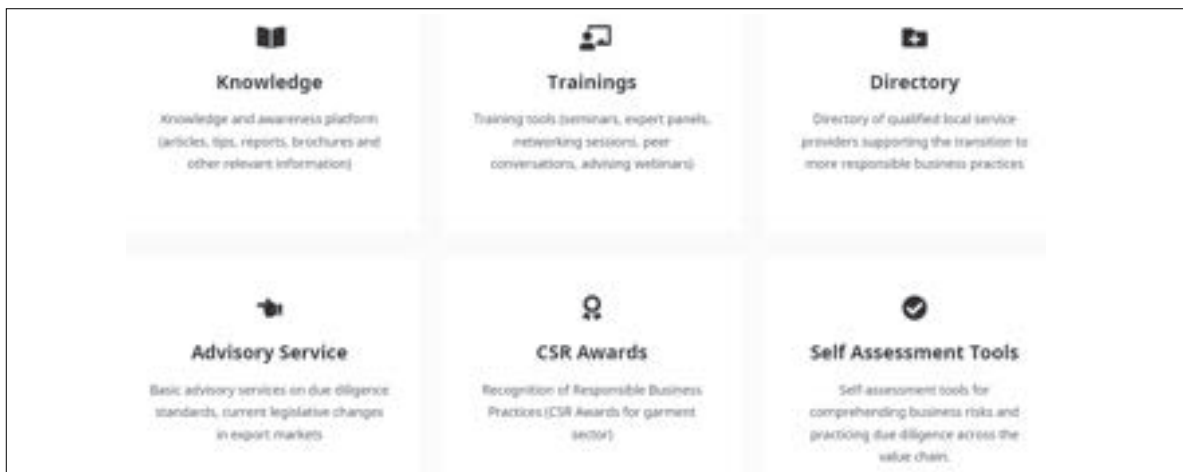 Knowledge
Knowledge and awareness platform
(articles, tips, reports, brochures and
other relevant information)
Trainings
Training tools (seminars, expert panels,
networking sessions, peer
conversations, advising webinars)
Directory
Directory of qualified local service
providers supporting the transition to
more responsible business practices
Advisory Service
Basic advisory services on due diligence
standards, current legislative changes
in export markets
CSR Awards
Recognition of Responsible Business
Practices (CSR Awards for garment
sector)
Self Assessment Tools
Self-assessment tools for
comprehending business risks and
practicing due diligence across the
value chain.